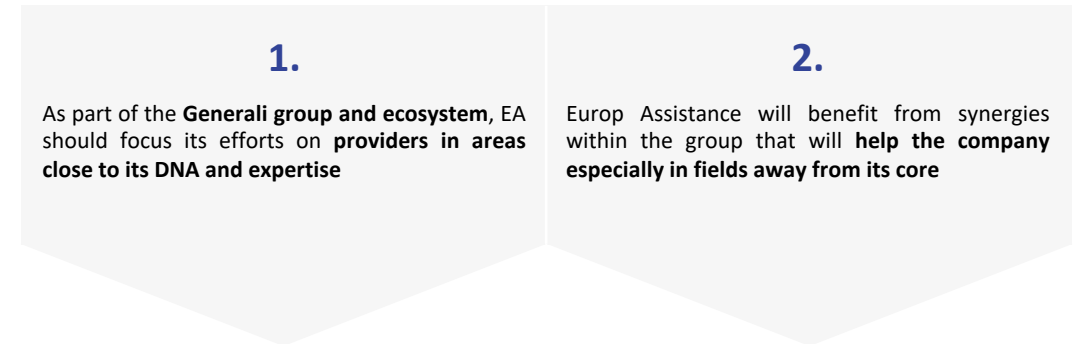 1.
As part of the Generali group and ecosystem, EA
should focus its efforts on providers in areas
close to its DNA and expertise
2.
Europ Assistance will benefit from synergies
within the group that will help the company
especially in fields away from its core